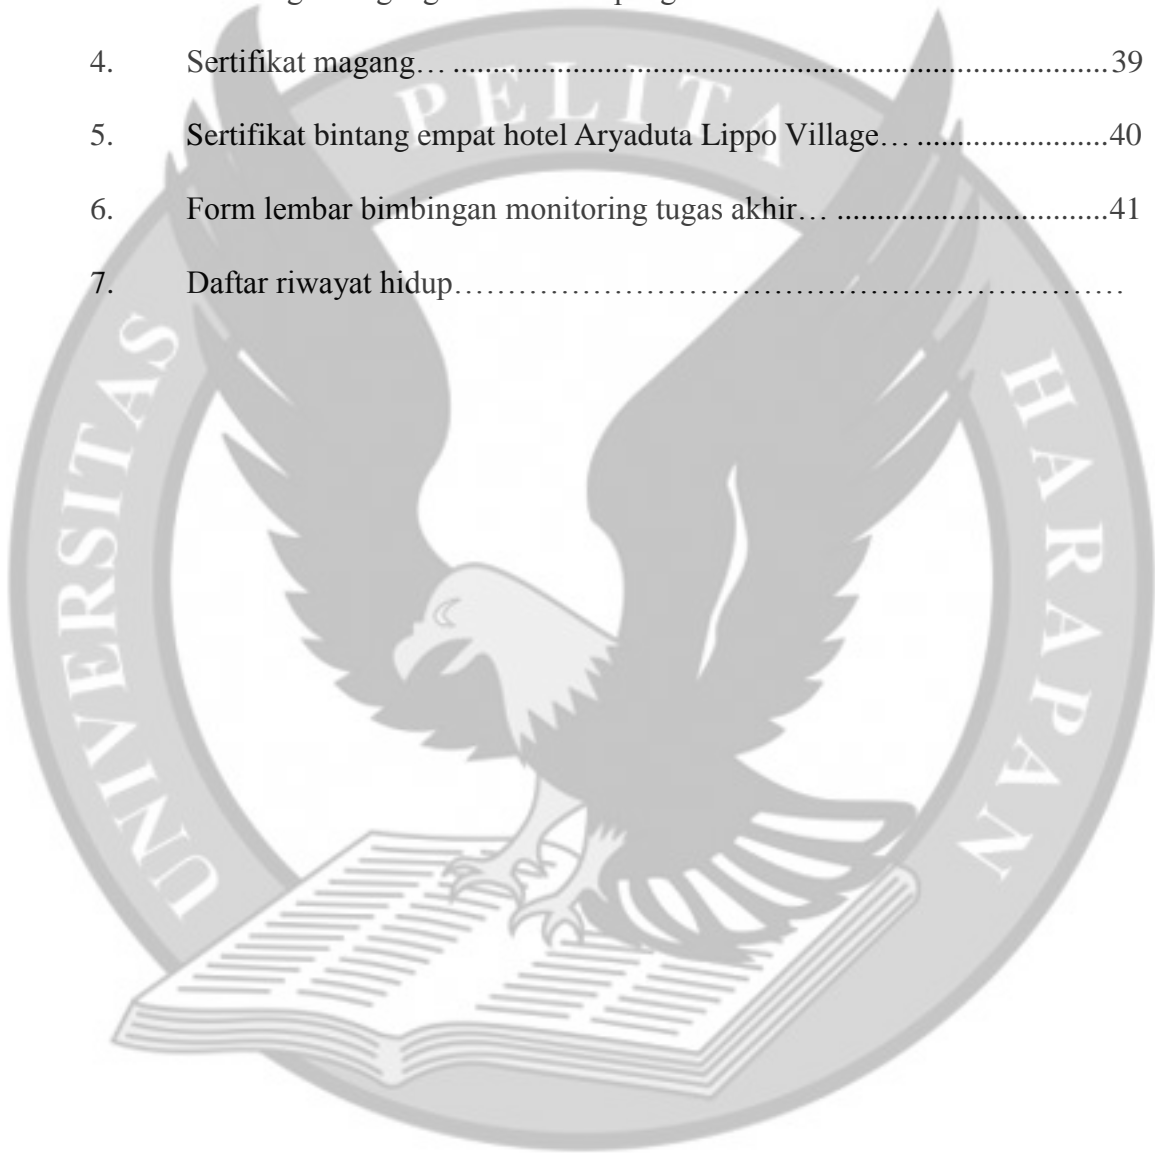 4. Sertifikat magang… ....................................................................................39
5. Sertifikat bintang empat hotel Aryaduta Lippo Village… ........................40
6. Form lembar bimbingan monitoring tugas akhir… ..................................41
7. Daftar riwayat hidup……………………………………………………
UNIVERSITAS PELITA HARAPAN